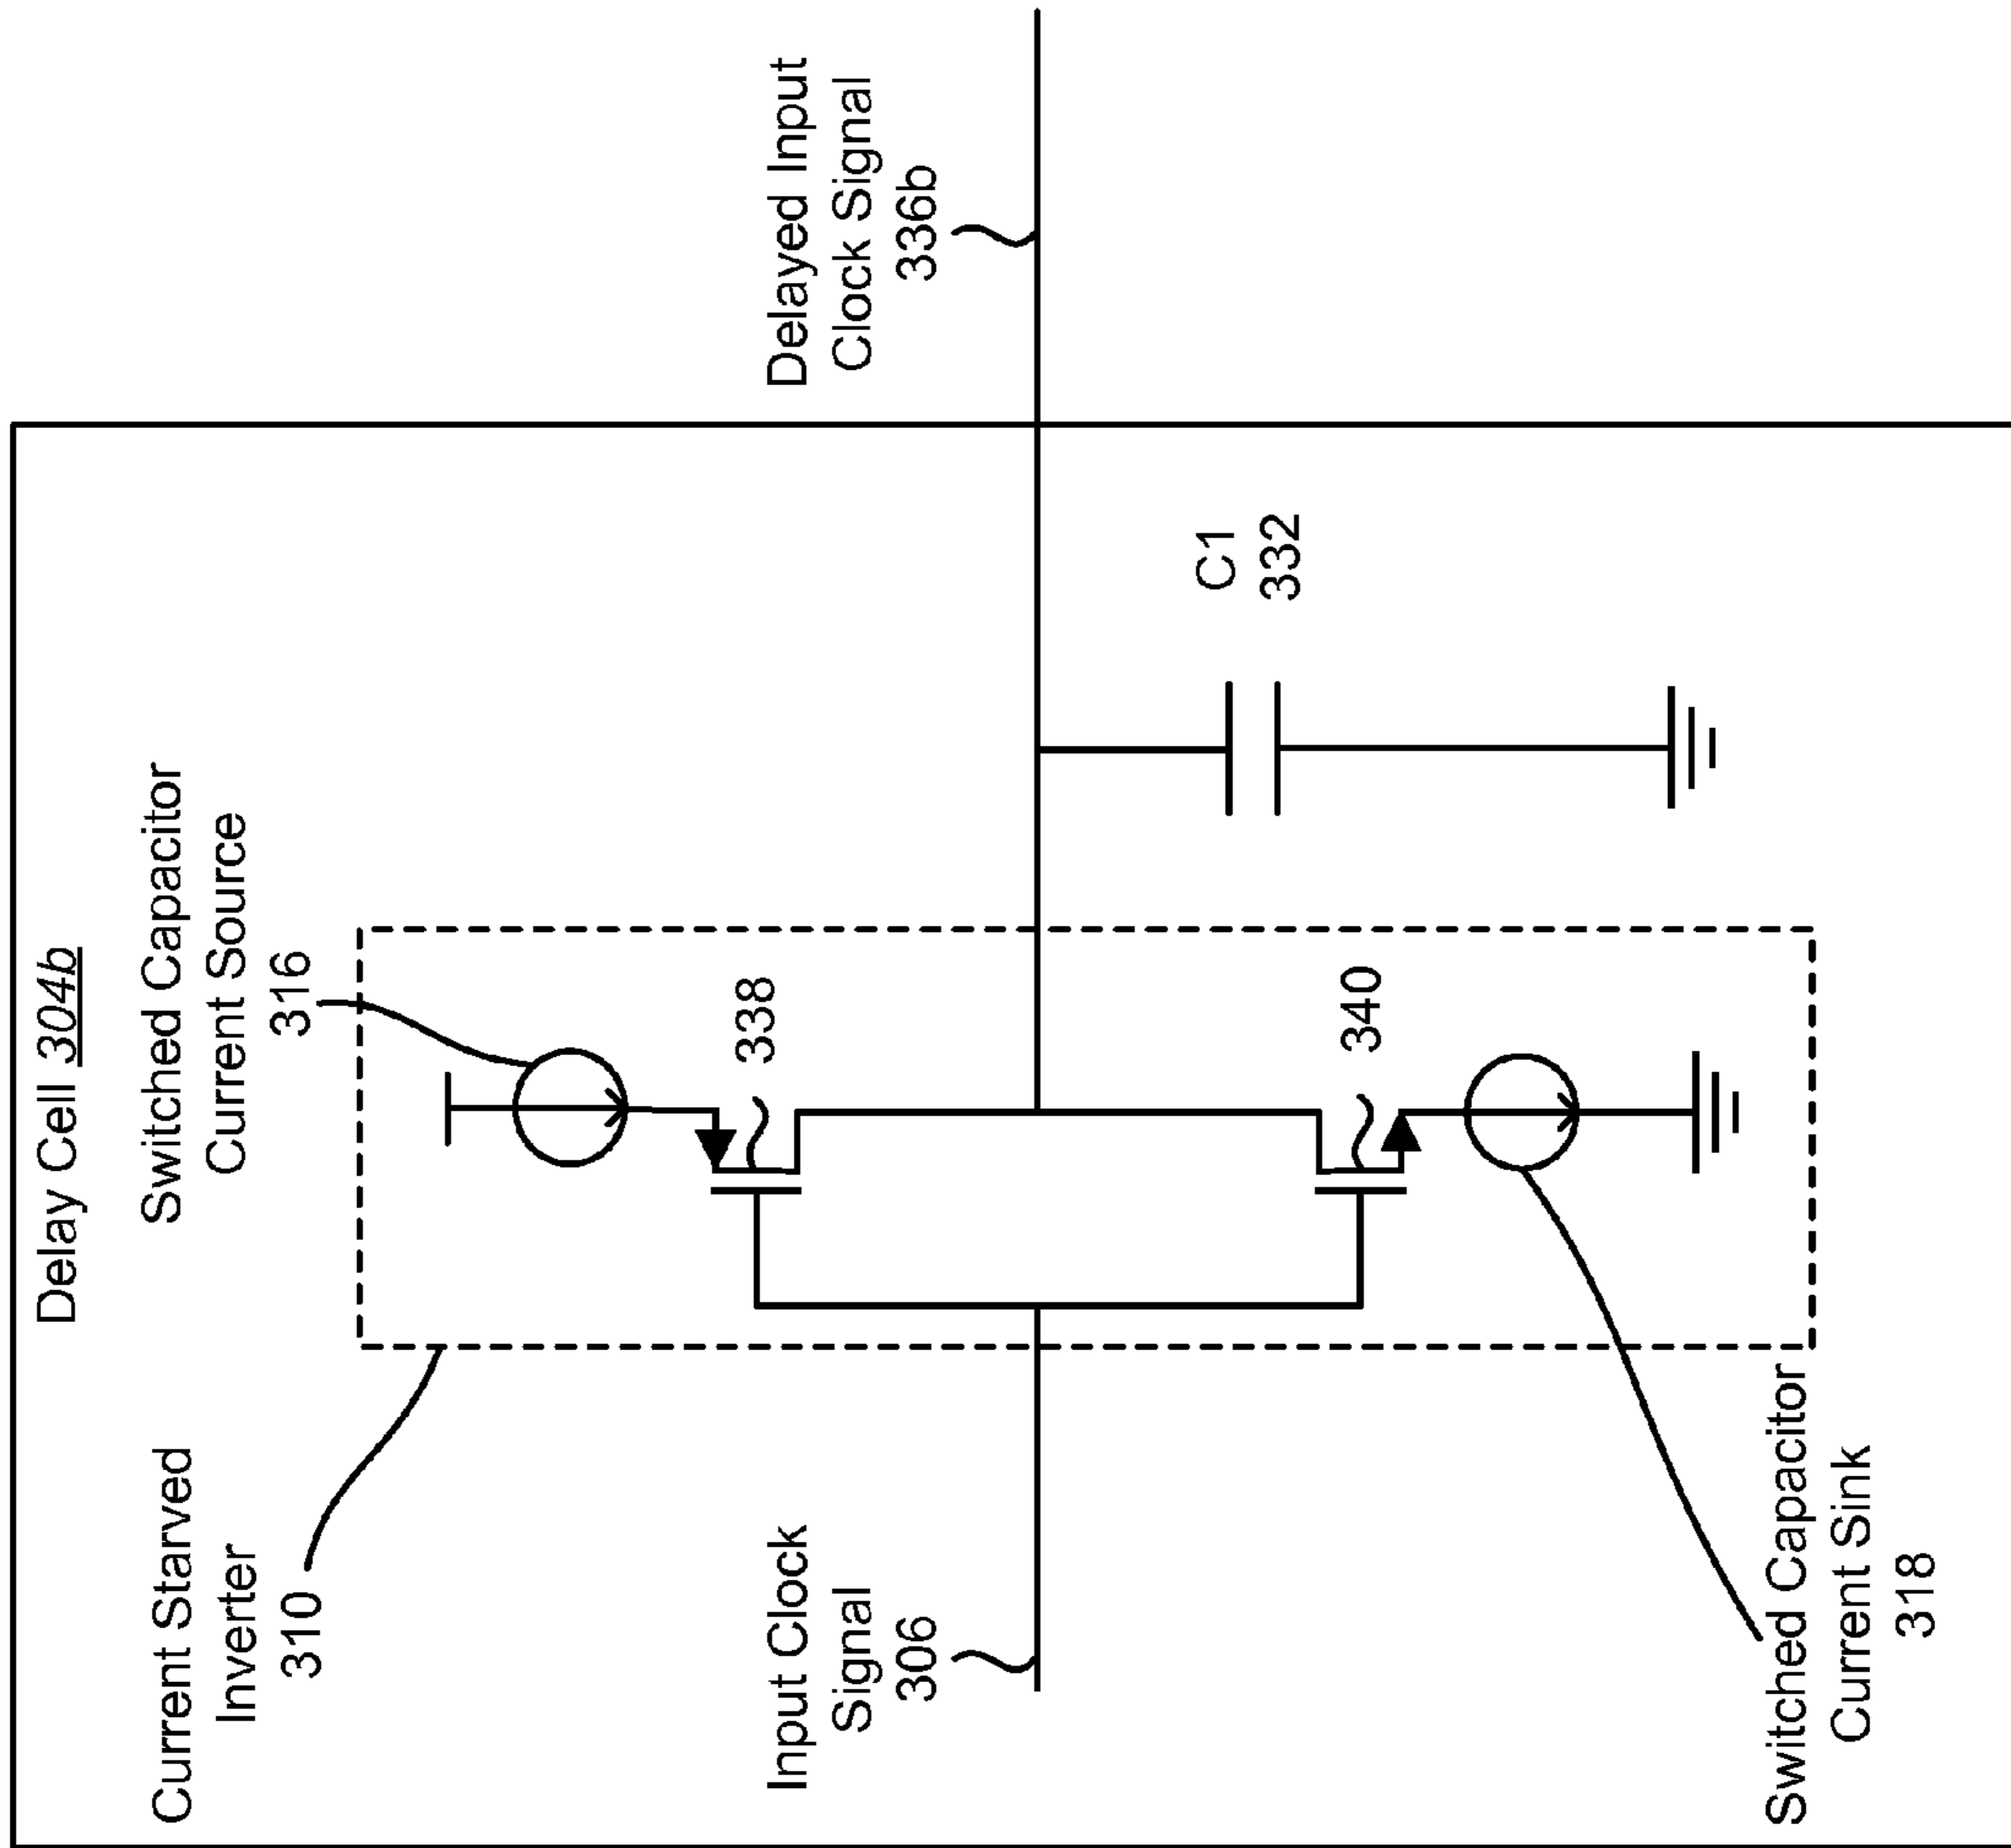 Delay Cell 304b
Current Starved
Inverter
310
Switched Capacitor
Current Source
316
338
Input Clock
Signal
306
Delayed Input
Clock Signal
336b
C1
332
340
Switched Capacitor
Current Sink
318